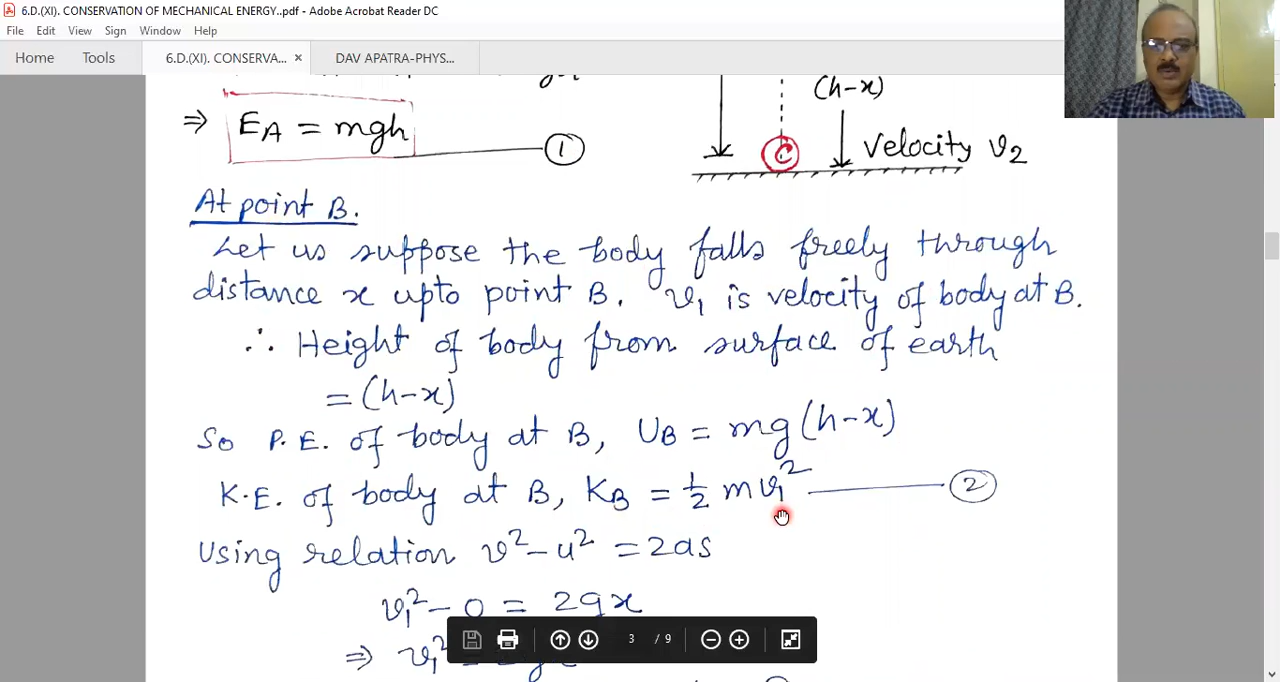 6.D.(XI). CONSERVATION OF MECHANICAL ENERGY..pdf - Adobe Acrobat Reader DC
File Edit View Sign Window Help
Home Tools 6.D.(XI). CONSERVA... × DAV APATRA-PHYS...
(h-x)
⇒ EA = mgh ①
C velocity v2
At point B.
Let us suppose the body falls freely through
distance x upto point B. v1 is velocity of body at B.
∴ Height of body from surface of earth
= (h-x)
So P.E. of body at B, UB = mg(h-x)
K.E. of body at B, KB = 1/2 mv1² ②
Using relation v² - u² = 2as
v1² - 0 = 2gx
3 / 9
⇒ v1²